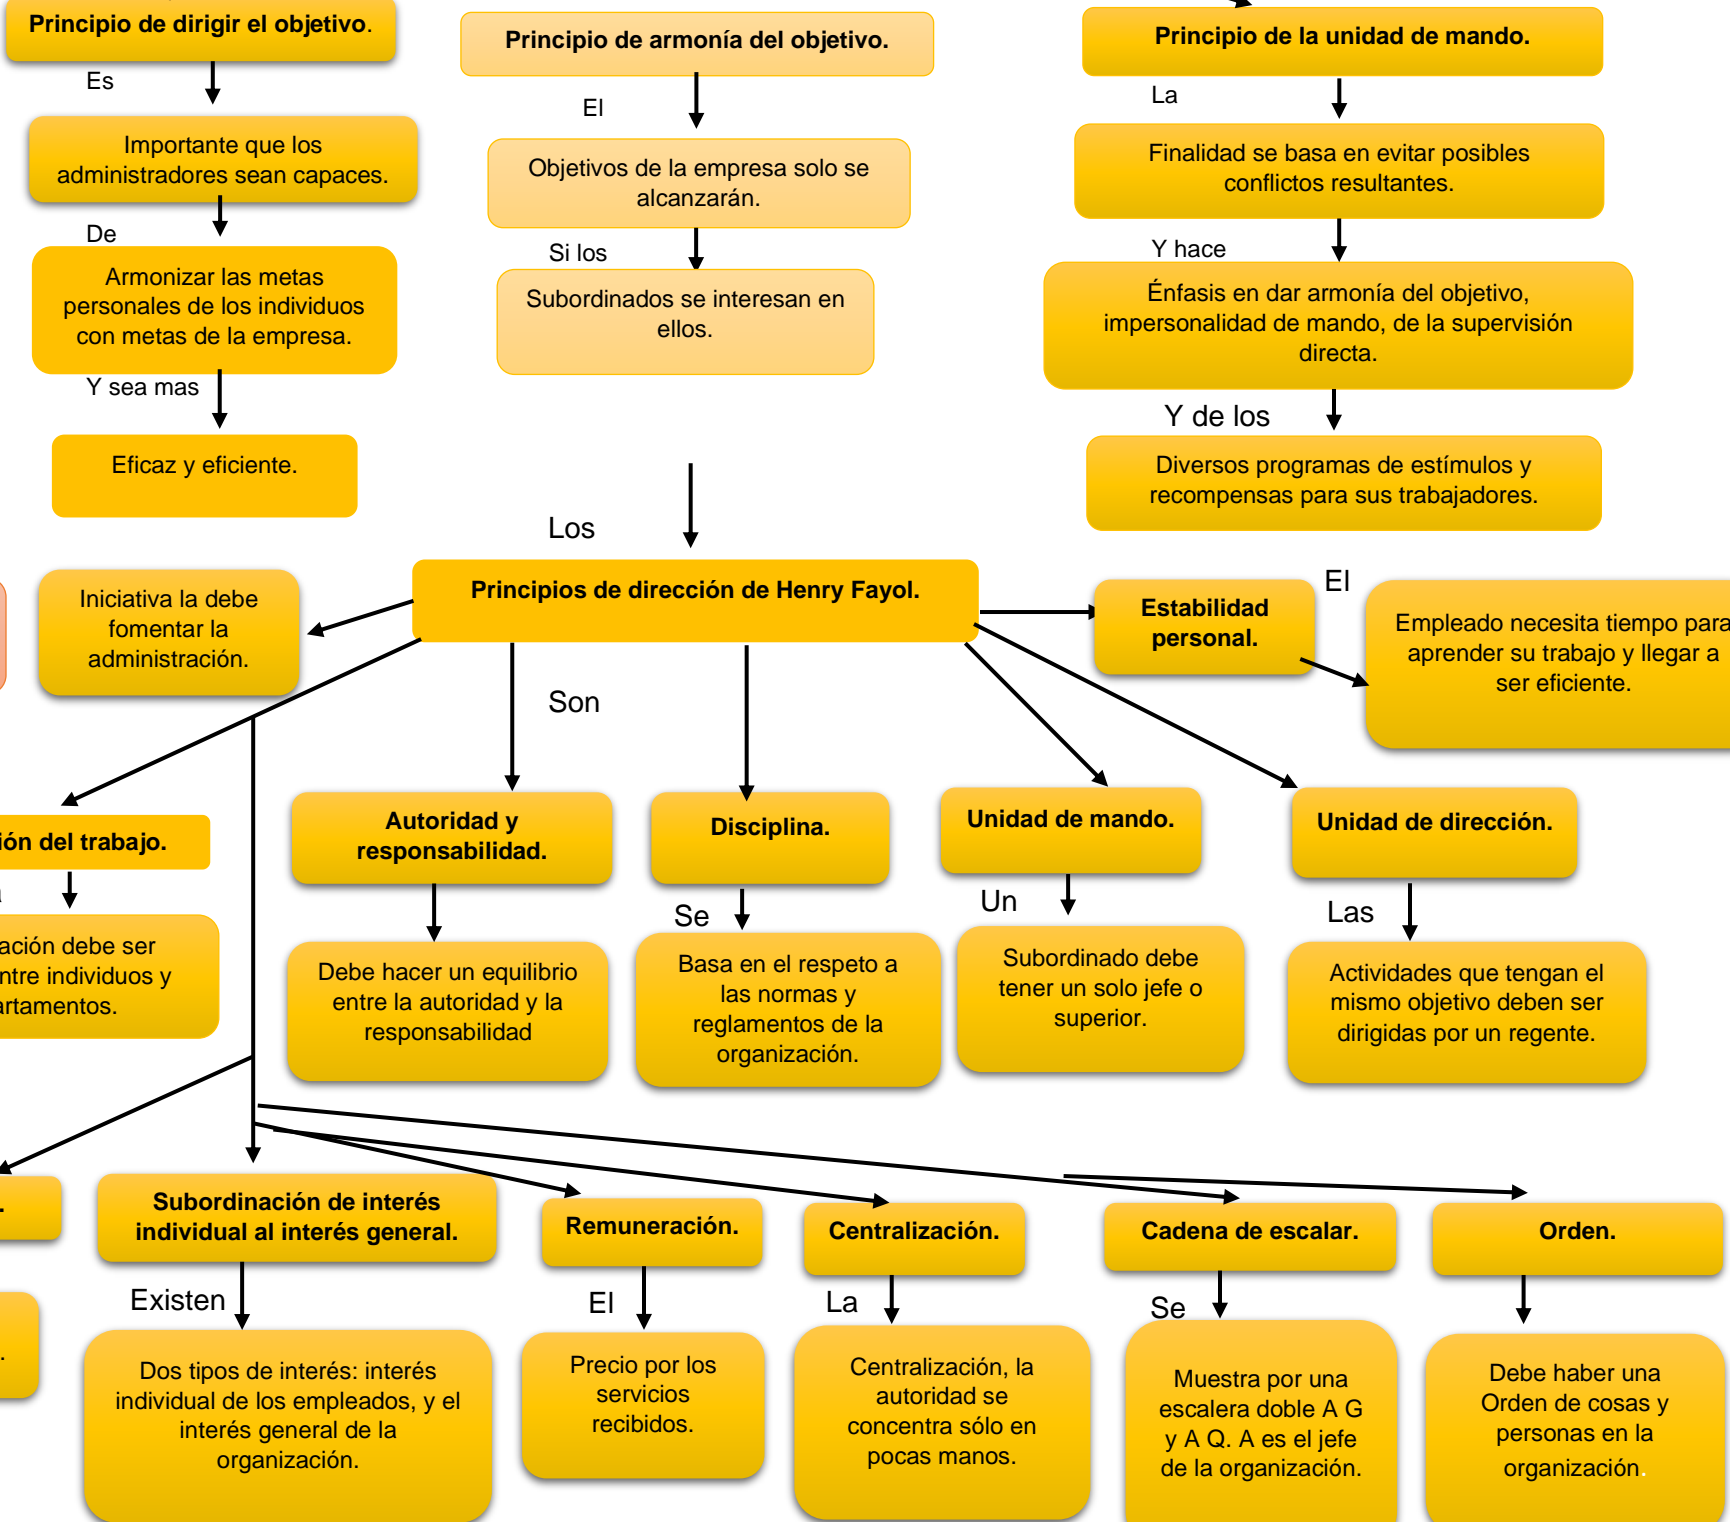 Principio de dirigir el objetivo.
Es
Importante que los
administradores sean capaces.
De
Armonizar las metas
personales de los individuos
con metas de la empresa.
Y sea mas
Eficaz y eficiente.
Principio de armonía del objetivo.
El
Objetivos de la empresa solo se
alcanzarán.
Si los
Subordinados se interesan en
ellos.
Principio de la unidad de mando.
La
Finalidad se basa en evitar posibles
conflictos resultantes.
Y hace
Énfasis en dar armonía del objetivo,
impersonalidad de mando, de la supervisión
directa.
Y de los
Diversos programas de estímulos y
recompensas para sus trabajadores.
Los
Principios de dirección de Henry Fayol.
Iniciativa la debe
fomentar la
administración.
Estabilidad
personal.
El
Empleado necesita tiempo para
aprender su trabajo y llegar a
ser eficiente.
Son
del trabajo.
debe ser
individuos y
Autoridad y
responsabilidad.
Debe hacer un equilibrio
entre la autoridad y la
responsabilidad
Disciplina.
Se
Basa en el respeto a
las normas y
reglamentos de la
organización.
Unidad de mando.
Un
Subordinado debe
tener un solo jefe o
superior.
Unidad de dirección.
Las
Actividades que tengan el
mismo objetivo deben ser
dirigidas por un regente.
Subordinación de interés
individual al interés general.
Existen
Dos tipos de interés: interés
individual de los empleados, y el
interés general de la
organización.
Remuneración.
El
Precio por los
servicios
recibidos.
Centralización.
La
Centralización, la
autoridad se
concentra sólo en
pocas manos.
Cadena de escalar.
Se
Muestra por una
escalera doble A G
y A Q. A es el jefe
de la organización.
Orden.
Debe haber una
Orden de cosas y
personas en la
organización.